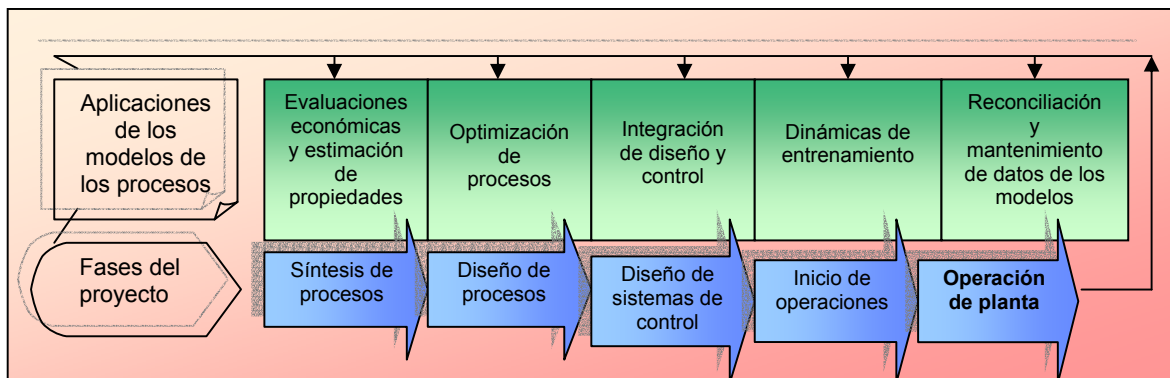 Aplicaciones
de los
modelos de
los procesos
Evaluaciones
económicas
y estimación
de
propiedades
Optimización
de
procesos
Integración
de diseño y
control
Dinámicas de
entrenamiento
Reconciliación
y
mantenimiento
de datos de los
modelos
Fases del
proyecto
Síntesis de
procesos
Diseño de
procesos
Diseño de
sistemas de
control
Inicio de
operaciones
Operación
de planta